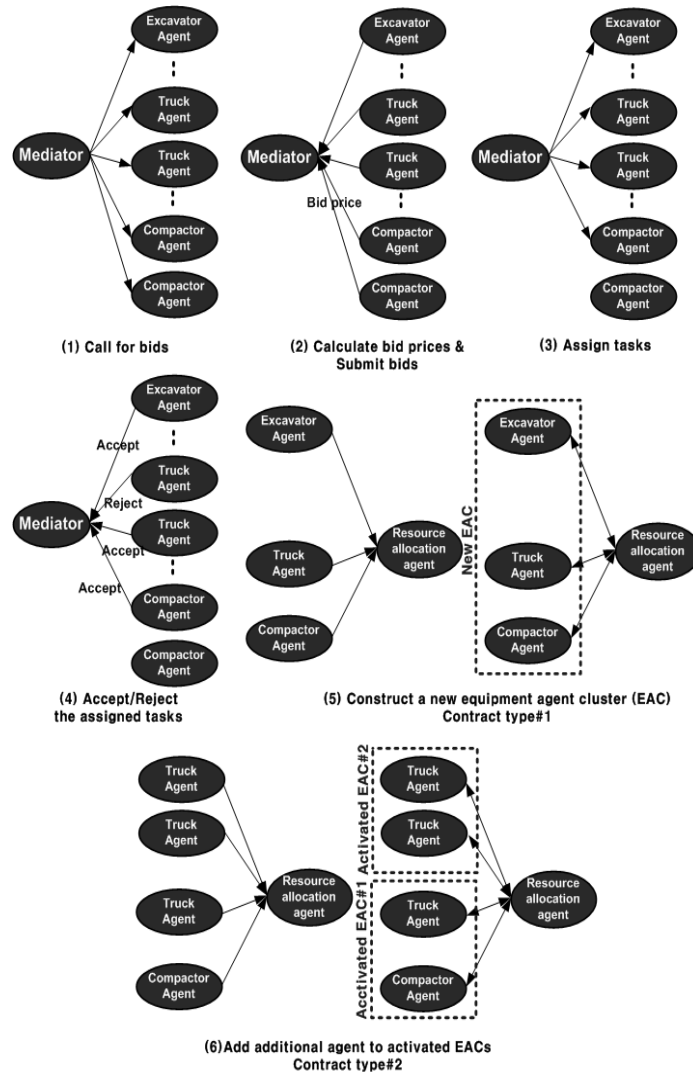 Excavator
Agent
Truck
Agent
Mediator
Truck
Agent
Compactor
Agent
Compactor
Agent
(1) Call for bids
Excavator
Agent
Truck
Agent
Mediator
Truck
Agent
Bid price
Compactor
Agent
Compactor
Agent
(2) Calculate bid prices &
Submit bids
Excavator
Agent
Truck
Agent
Mediator
Truck
Agent
Compactor
Agent
Compactor
Agent
(3) Assign tasks
Excavator
Agent
Accept
Truck
Agent
Reject
Mediator
Truck
Agent
Accept
Accept
Compactor
Agent
Compactor
Agent
(4) Accept/Reject
the assigned tasks
Excavator
Agent
Truck
Agent
Compactor
Agent
Resource
allocation
agent
New EAC
Excavator
Agent
Truck
Agent
Compactor
Agent
Resource
allocation
agent
(5) Construct a new equipment agent cluster (EAC)
Contract type#1
Truck
Agent
Truck
Agent
Truck
Agent
Compactor
Agent
Resource
allocation
agent
Activated EAC#2
Truck
Agent
Truck
Agent
Acctivated EAC#1
Truck
Agent
Compactor
Agent
Resource
allocation
agent
(6)Add additional agent to activated EACs
Contract type#2